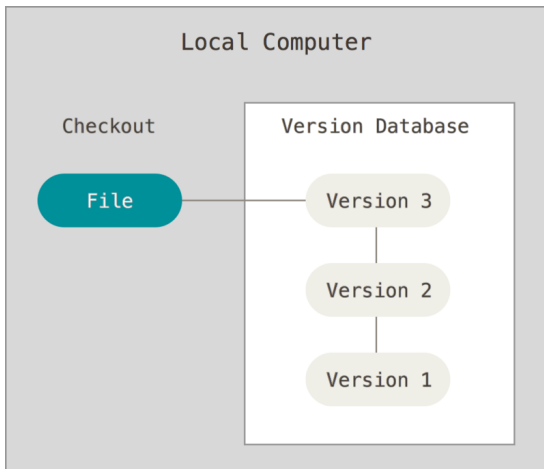 Local Computer
Checkout
Version Database
File
Version 3
Version 2
Version 1